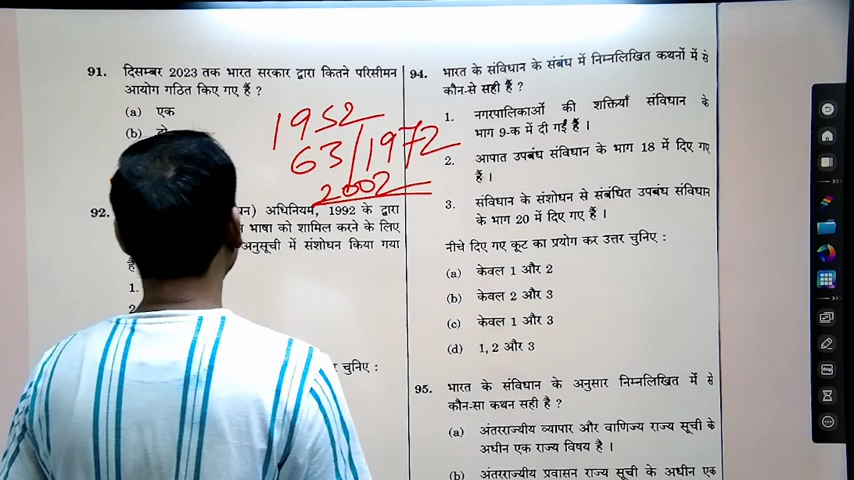 91. दिसम्बर 2023 तक भारत सरकार द्वारा कितने परिसीमन
आयोग गठित किए गए हैं ?
(a) एक
(b) दो
1952
63/1972
2002
92.
अधिनियम, 1992 के द्वारा
भाषा को शामिल करने के लिए
अनुसूची में संशोधन किया गया
1.
2
चुनिए :
94. भारत के संविधान के संबंध में निम्नलिखित कथनों में से
कौन-से सही हैं ?
1. नगरपालिकाओं की शक्तियाँ संविधान के
भाग 9-क में दी गई हैं ।
2. आपात उपबंध संविधान के भाग 18 में दिए गए
हैं ।
3. संविधान के संशोधन से संबंधित उपबंध संविधान
के भाग 20 में दिए गए हैं ।
नीचे दिए गए कूट का प्रयोग कर उत्तर चुनिए :
(a) केवल 1 और 2
(b) केवल 2 और 3
(c) केवल 1 और 3
(d) 1, 2 और 3
95. भारत के संविधान के अनुसार निम्नलिखित में से
कौन-सा कथन सही है ?
(a) अंतरराज्यीय व्यापार और वाणिज्य राज्य सूची के
अधीन एक राज्य विषय है ।
(b) अंतरराज्यीय प्रवासन राज्य सूची के अधीन एक